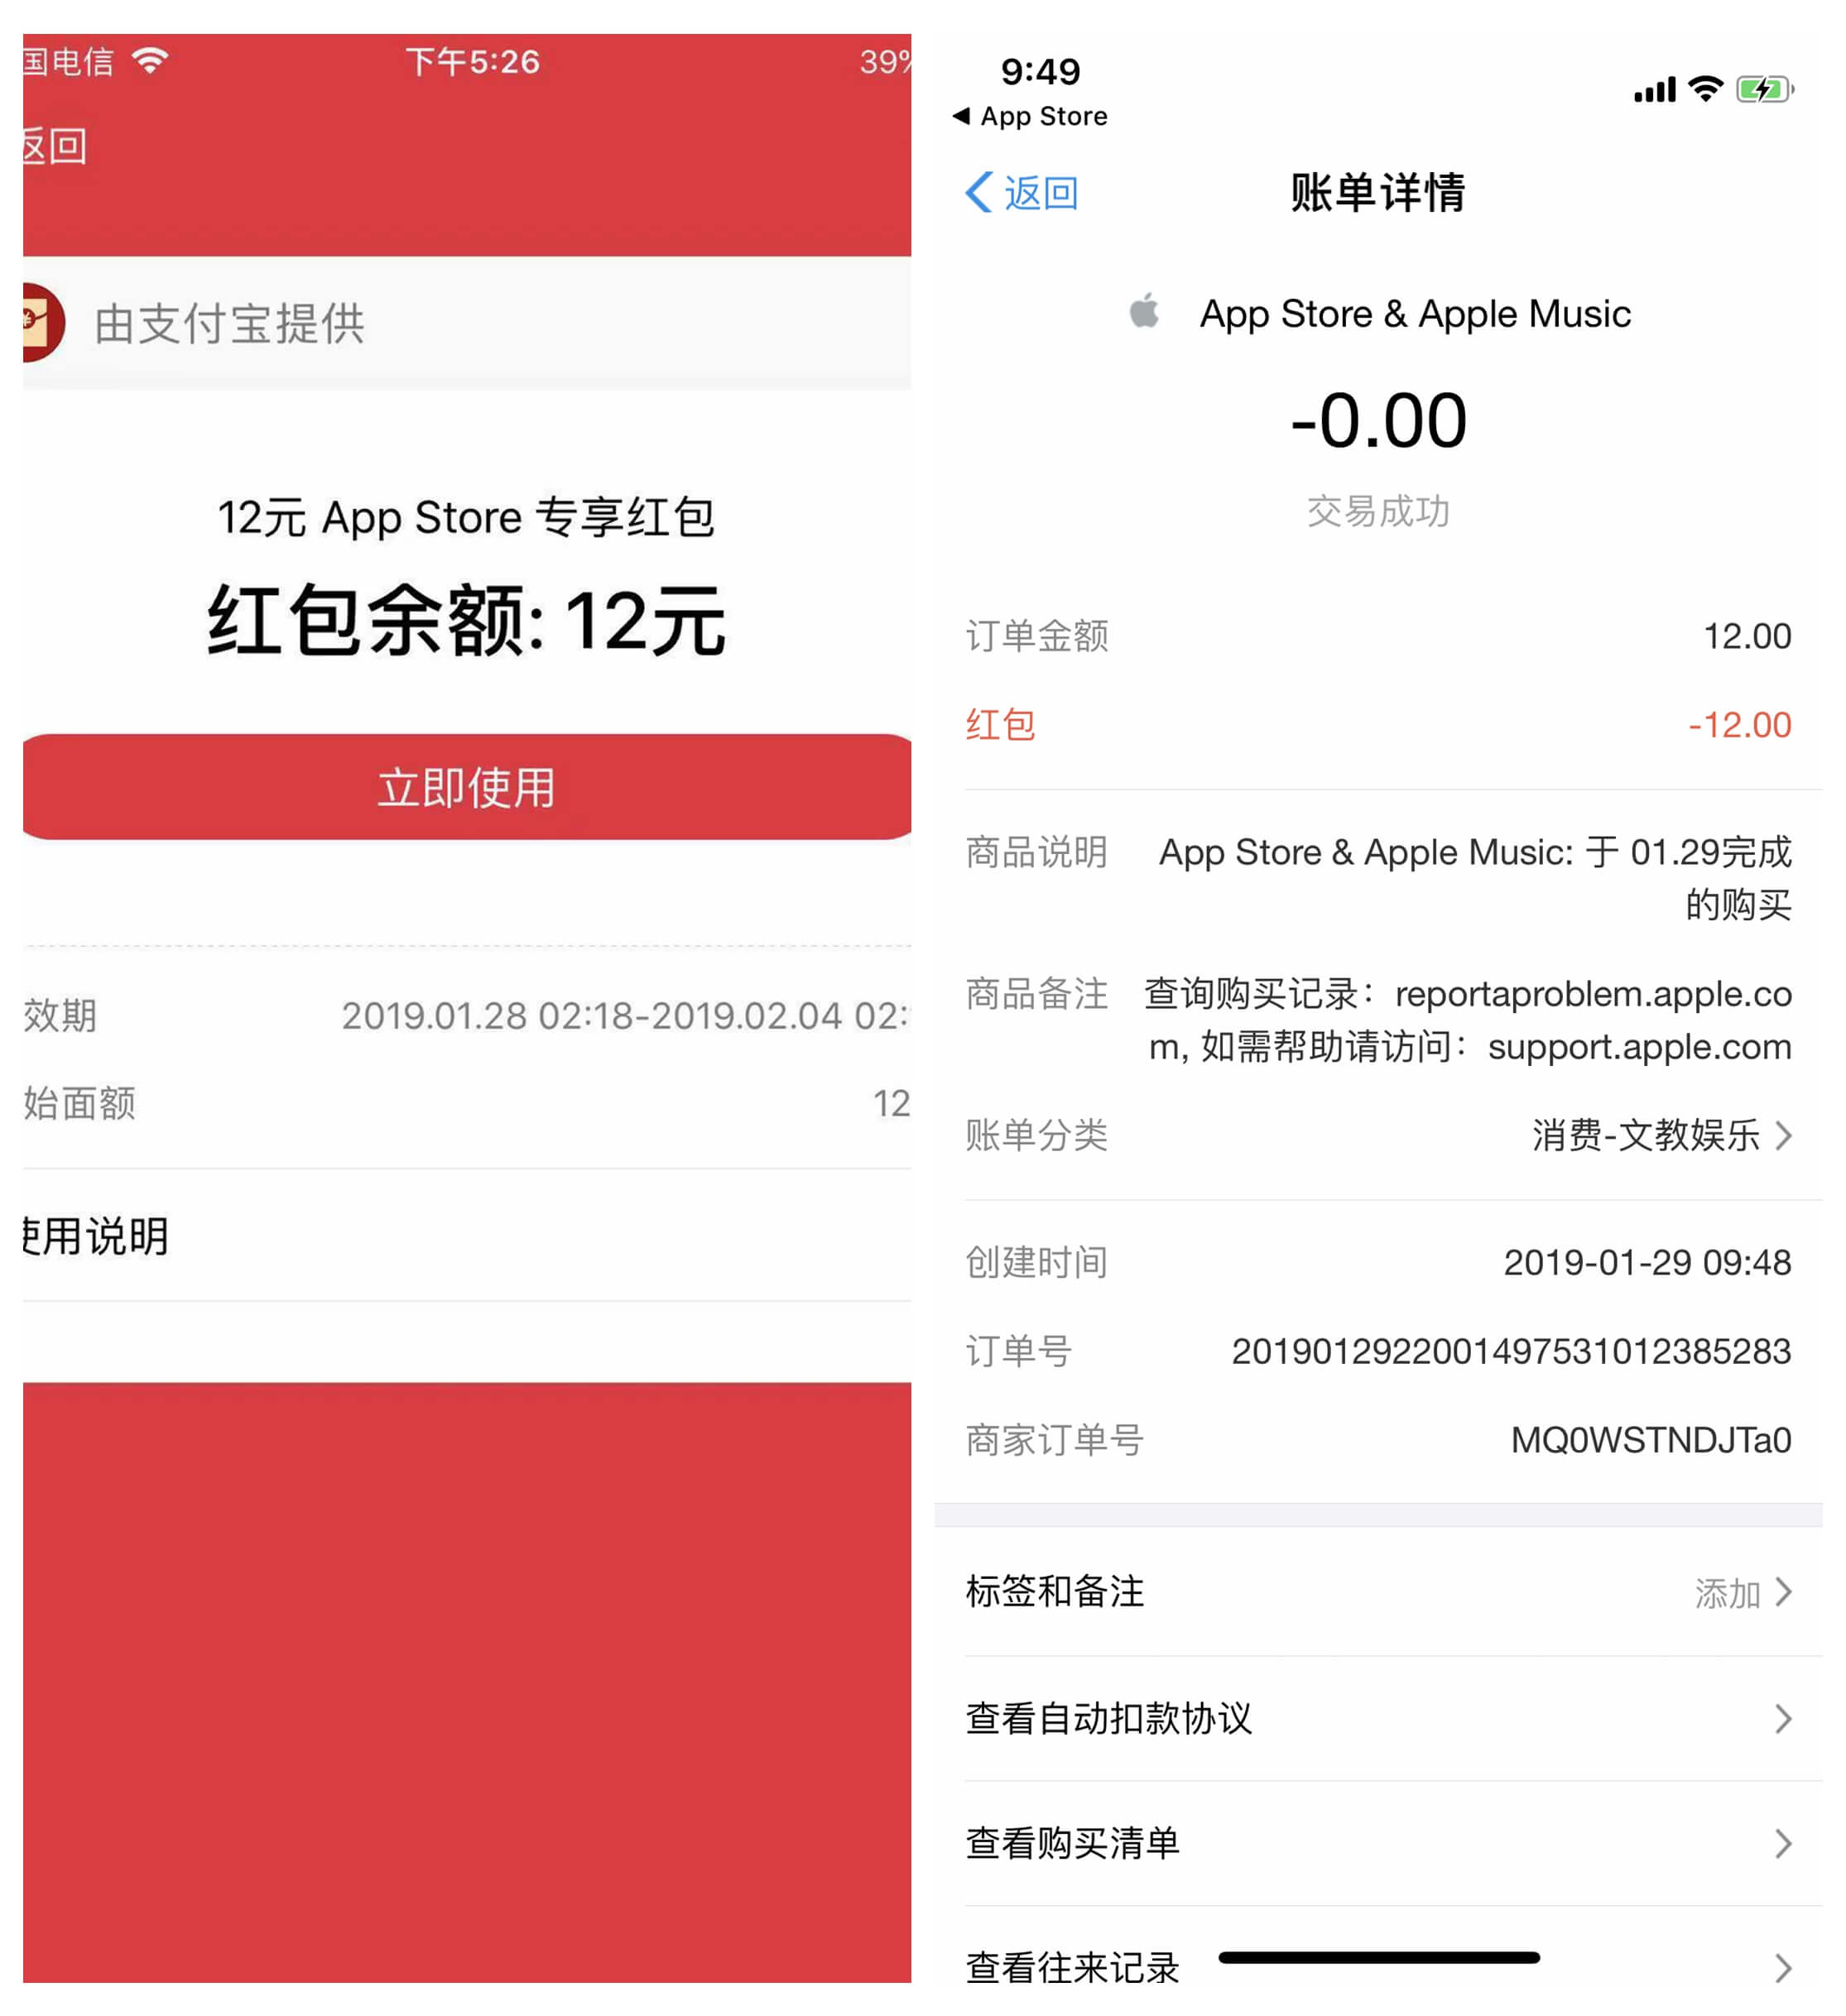 国电信
下午5:26
39%
返回
由支付宝提供
12元 App Store 专享红包
红包余额: 12元
立即使用
效期
2019.01.28 02:18-2019.02.04 02:
始面额
12
使用说明
9:49
App Store
返回
账单详情
App Store & Apple Music
-0.00
交易成功
订单金额
12.00
红包
-12.00
商品说明
App Store & Apple Music: 于 01.29完成
的购买
商品备注
查询购买记录：reportaproblem.apple.co
m, 如需帮助请访问：support.apple.com
账单分类
消费-文教娱乐
创建时间
2019-01-29 09:48
订单号
2019012922001497531012385283
商家订单号
MQ0WSTNDJTa0
标签和备注
添加
查看自动扣款协议
查看购买清单
查看往来记录